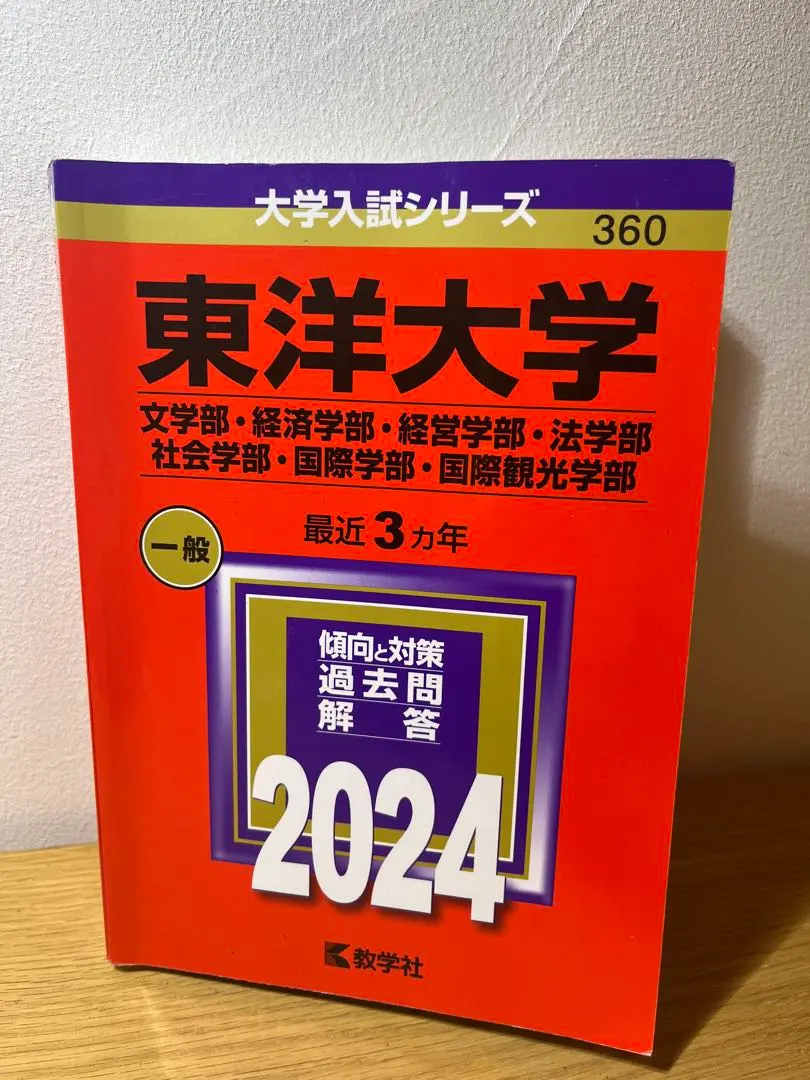 大学入試シリーズ
360
東洋大学
文学部・経済学部・経営学部・法学部
社会学部・国際学部・国際観光学部
一般
最近3ヵ年
傾向と対策
過去問
解答
2024
教学社